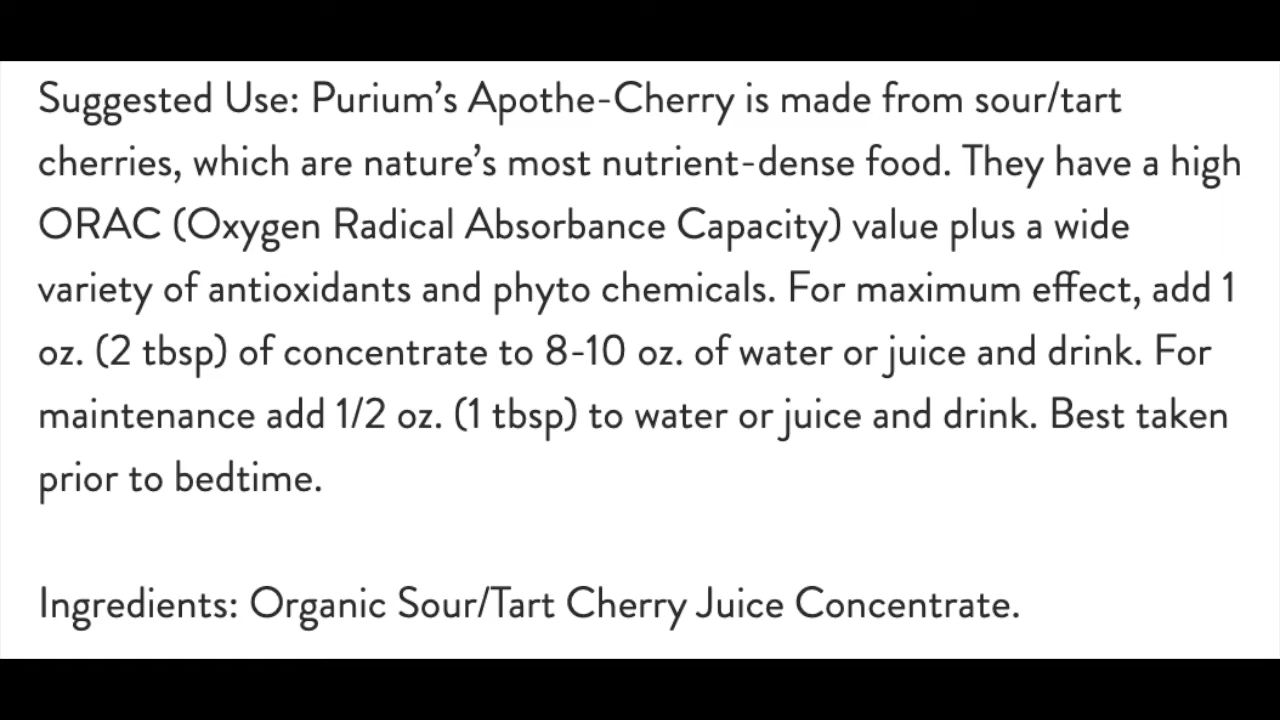 Suggested Use: Purium’s Apothe-Cherry is made from sour/tart
cherries, which are nature’s most nutrient-dense food. They have a high
ORAC (Oxygen Radical Absorbance Capacity) value plus a wide
variety of antioxidants and phyto chemicals. For maximum effect, add 1
oz. (2 tbsp) of concentrate to 8-10 oz. of water or juice and drink. For
maintenance add 1/2 oz. (1 tbsp) to water or juice and drink. Best taken
prior to bedtime.
Ingredients: Organic Sour/Tart Cherry Juice Concentrate.